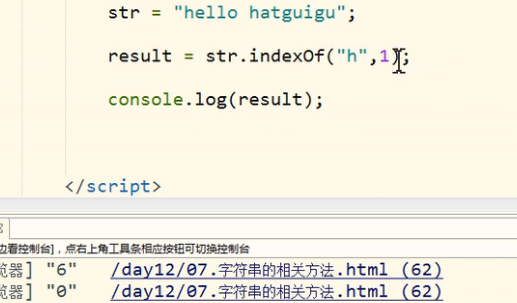 str = "hello hatguigu";
result = str.indexOf("h",1);
console.log(result);
</script>
边看控制台]，点右上角工具条相应按钮可切换控制台
览器] "6" /day12/07.字符串的相关方法.html (62)
览器] "0" /day12/07.字符串的相关方法.html (62)